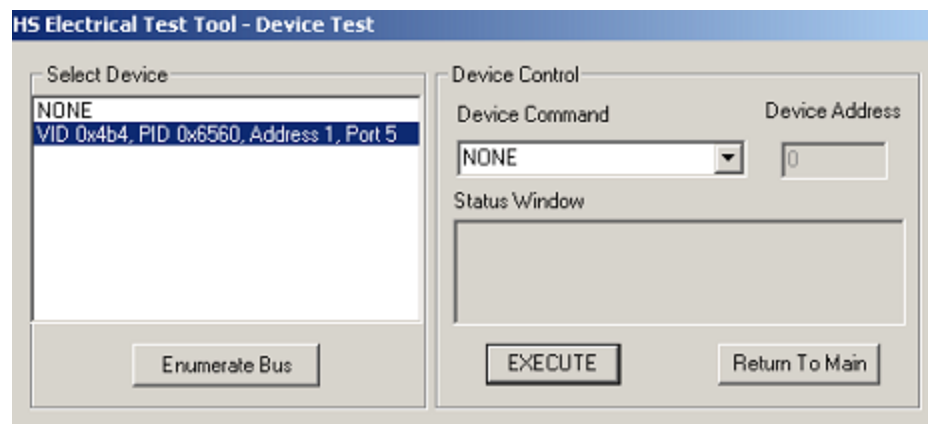 HS Electrical Test Tool - Device Test
Select Device
NONE
VID 0x4b4, PID 0x6560, Address 1, Port 5
Enumerate Bus
Device Control
Device Command
Device Address
NONE
0
Status Window
EXECUTE
Return To Main